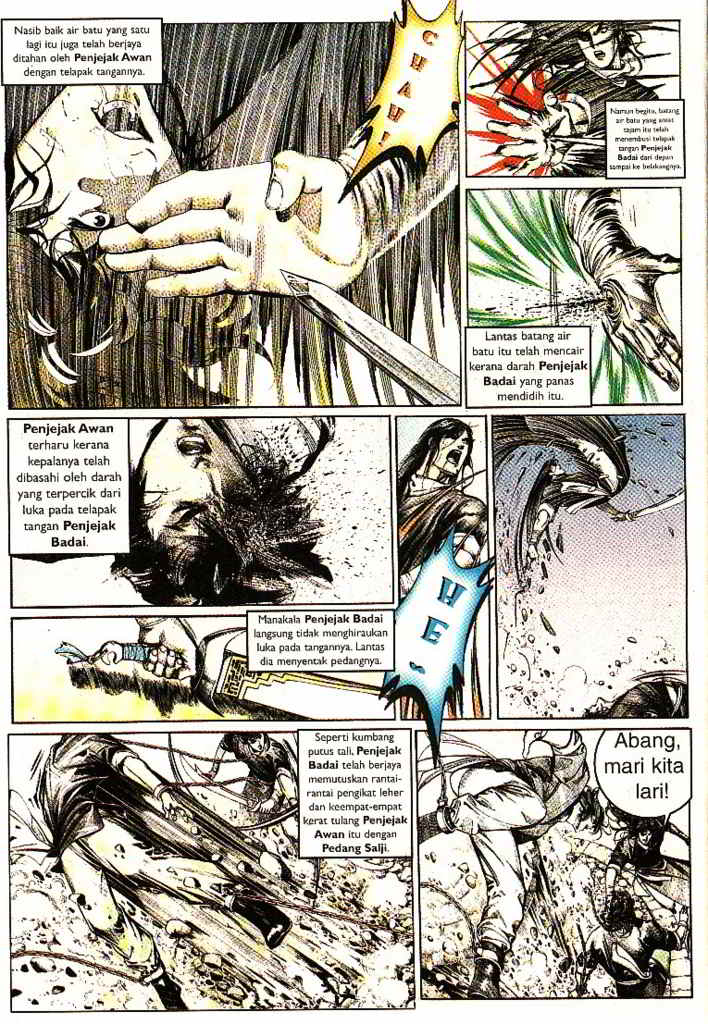 Nasib baik air batu yang satu
lagi itu juga telah berjaya
ditahan oleh Penjejak Awan
dengan telapak tangannya.
CHAH!
Namun begitu, batang
air batu yang amat
tajam itu telah
menembusi telapak
tangan Penjejak
Badai dari depan
sampai ke belakangnya.
Lantas batang air
batu itu telah mencair
kerana darah Penjejak
Badai yang panas
mendidih itu.
Penjejak Awan
terharu kerana
kepalanya telah
dibasahi oleh darah
yang terpercik dari
luka pada telapak
tangan Penjejak
Badai.
HE~
Manakala Penjejak Badai
langsung tidak menghiraukan
luka pada tangannya. Lantas
dia menyentak pedangnya.
Seperti kumbang
putus tali, Penjejak
Badai telah berjaya
memutuskan rantai-
rantai pengikat leher
dan keempat-empat
kerat tulang Penjejak
Awan itu dengan
Pedang Salji.
Abang,
mari kita
lari!